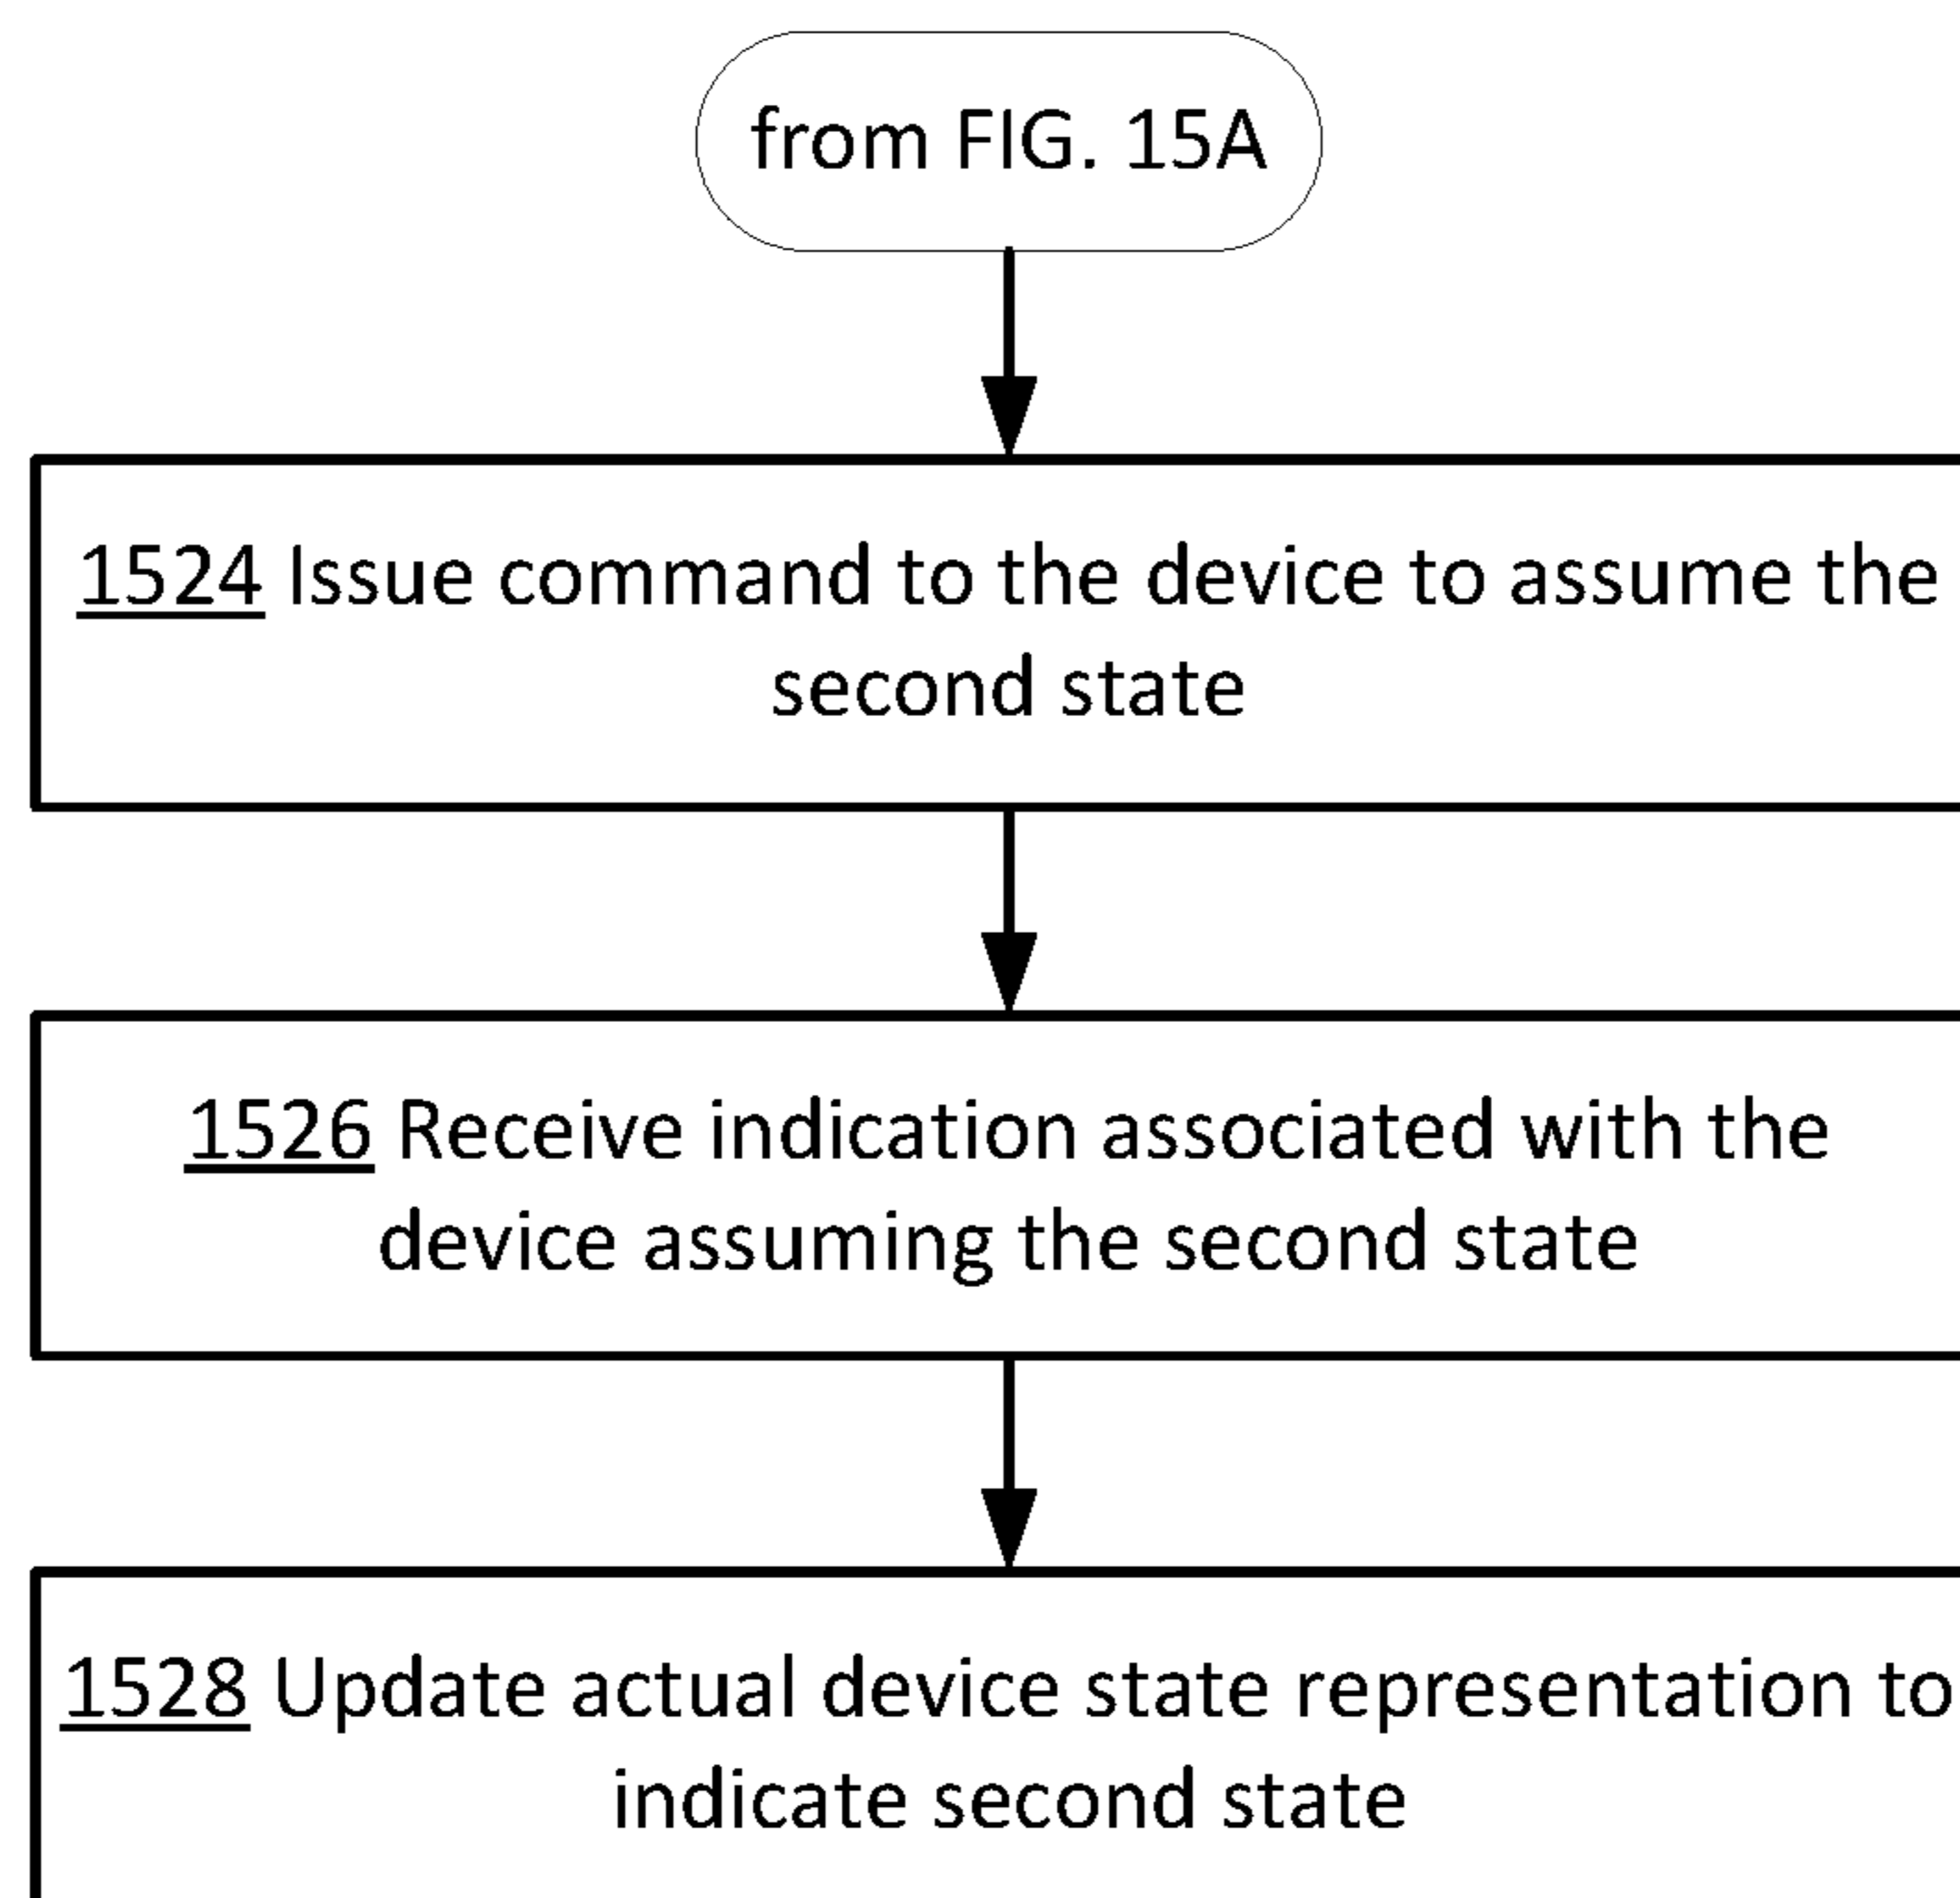 from FIG. 15A
1524 Issue command to the device to assume the
second state
1526 Receive indication associated with the
device assuming the second state
1528 Update actual device state representation to
indicate second state